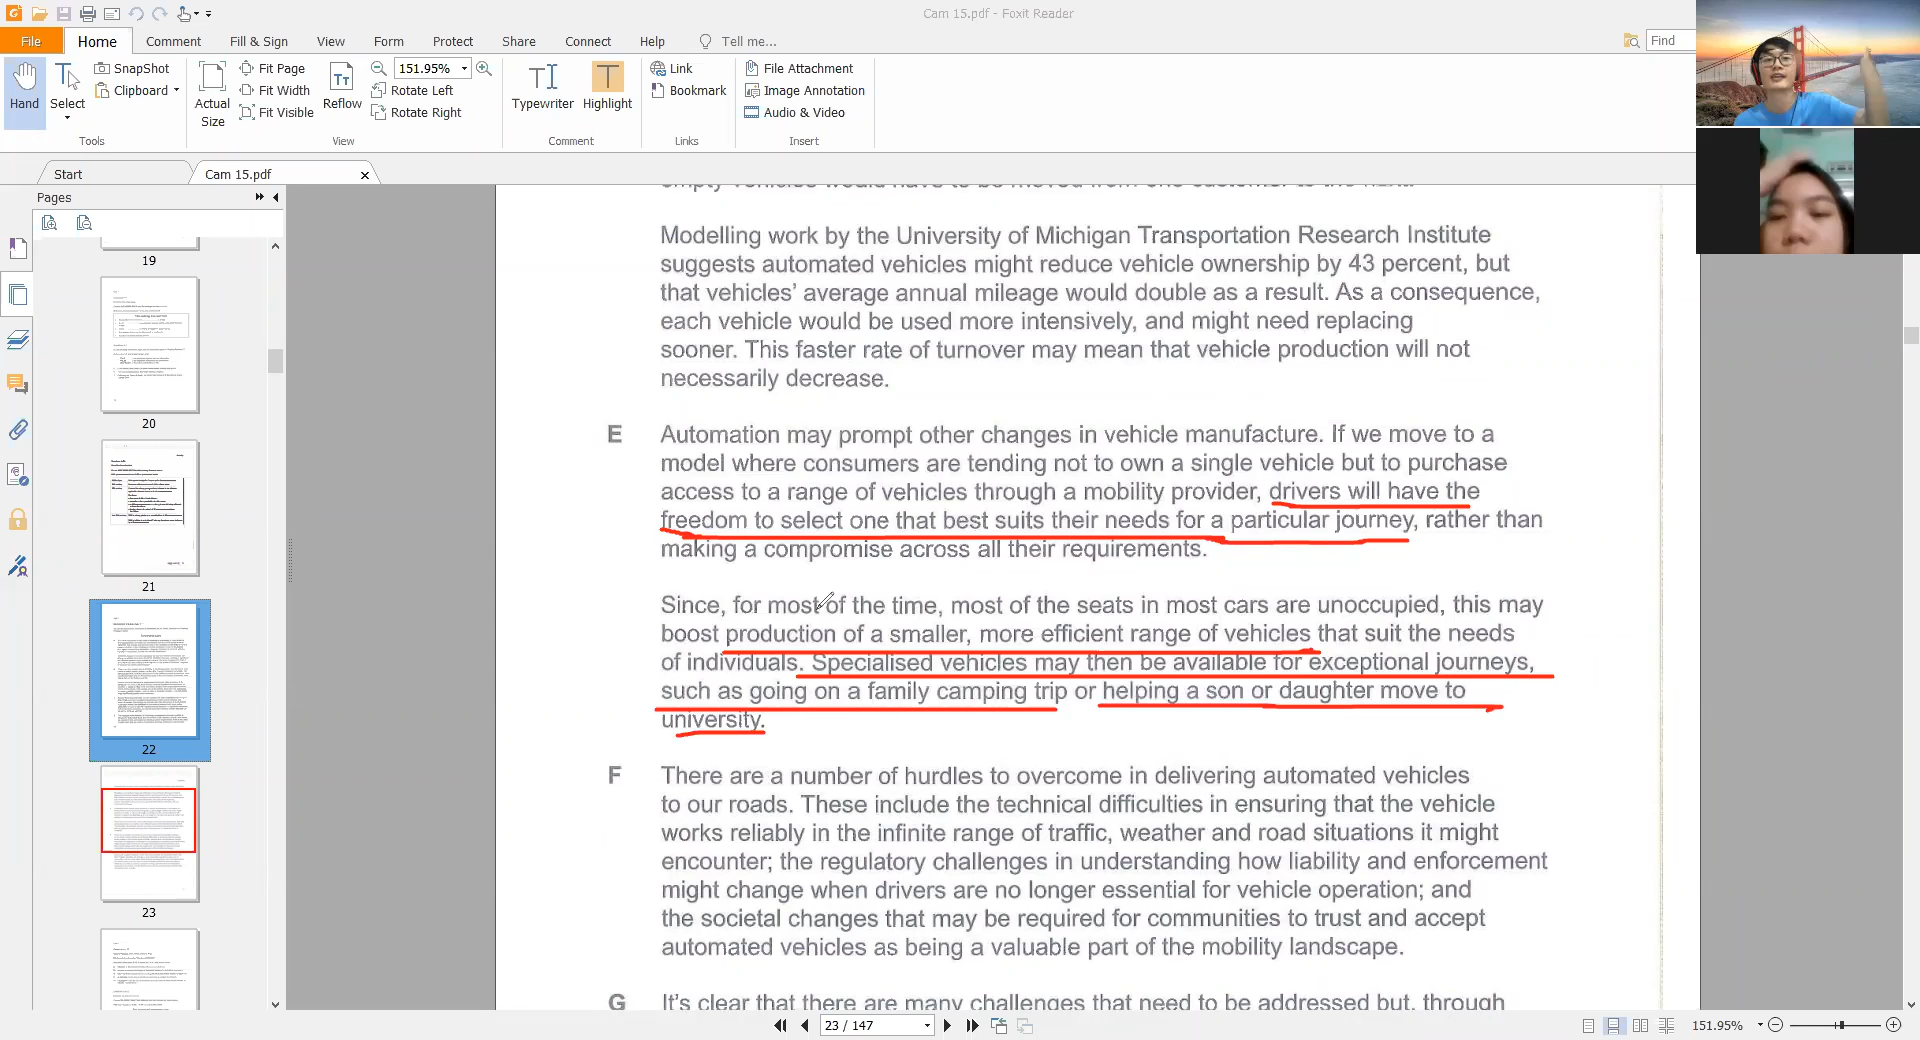 Cam 15.pdf - Foxit Reader
File
Home
Comment
Fill & Sign
View
Form
Protect
Share
Connect
Help
Tell me...
Find
Hand
Select
SnapShot
Clipboard
Tools
Actual
Size
Fit Page
Fit Width
Fit Visible
Reflow
151.95%
Rotate Left
Rotate Right
View
Typewriter
Highlight
Comment
Link
Bookmark
Links
File Attachment
Image Annotation
Audio & Video
Insert
Start
Cam 15.pdf
Pages
19
20
21
22
23
Modelling work by the University of Michigan Transportation Research Institute
suggests automated vehicles might reduce vehicle ownership by 43 percent, but
that vehicles' average annual mileage would double as a result. As a consequence,
each vehicle would be used more intensively, and might need replacing
sooner. This faster rate of turnover may mean that vehicle production will not
necessarily decrease.
E Automation may prompt other changes in vehicle manufacture. If we move to a
model where consumers are tending not to own a single vehicle but to purchase
access to a range of vehicles through a mobility provider, drivers will have the
freedom to select one that best suits their needs for a particular journey, rather than
making a compromise across all their requirements.
Since, for most of the time, most of the seats in most cars are unoccupied, this may
boost production of a smaller, more efficient range of vehicles that suit the needs
of individuals. Specialised vehicles may then be available for exceptional journeys,
such as going on a family camping trip or helping a son or daughter move to
university.
F There are a number of hurdles to overcome in delivering automated vehicles
to our roads. These include the technical difficulties in ensuring that the vehicle
works reliably in the infinite range of traffic, weather and road situations it might
encounter; the regulatory challenges in understanding how liability and enforcement
might change when drivers are no longer essential for vehicle operation; and
the societal changes that may be required for communities to trust and accept
automated vehicles as being a valuable part of the mobility landscape.
G It's clear that there are many challenges that need to be addressed but, through
23 / 147
151.95%